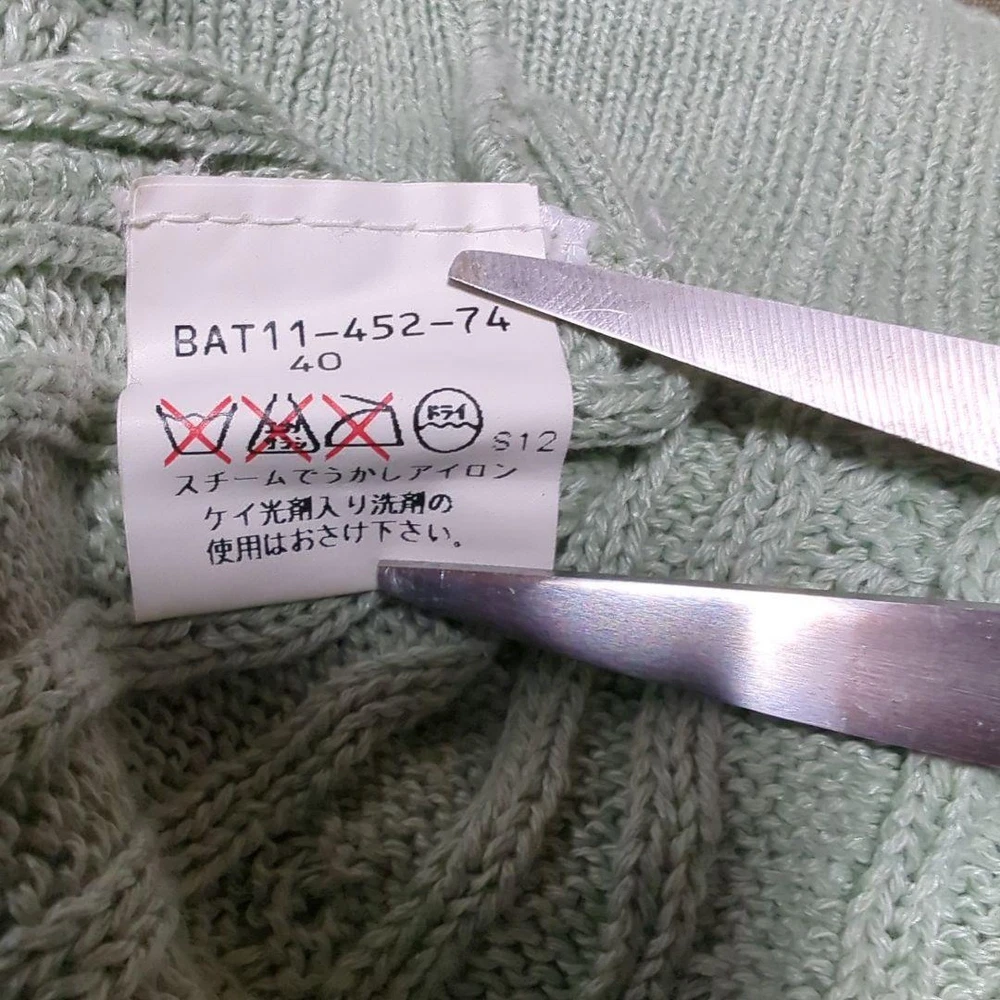 BAT11-452-74
40
ドライ
S12
スチームでうかしアイロン
ケイ光剤入り洗剤の
使用はおさけ下さい。